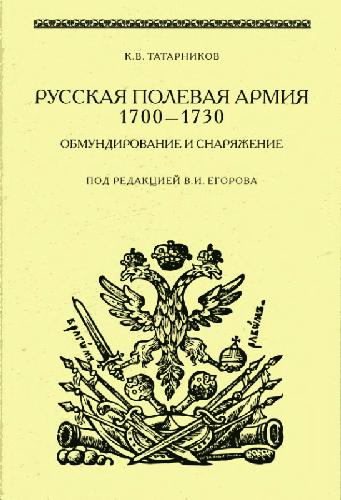 К.В. ТАТАРНИКОВ
РУССКАЯ ПОЛЕВАЯ АРМИЯ
1700–1730
ОБМУНДИРОВАНИЕ И СНАРЯЖЕНИЕ
ПОД РЕДАКЦИЕЙ В.И. ЕГОРОВА